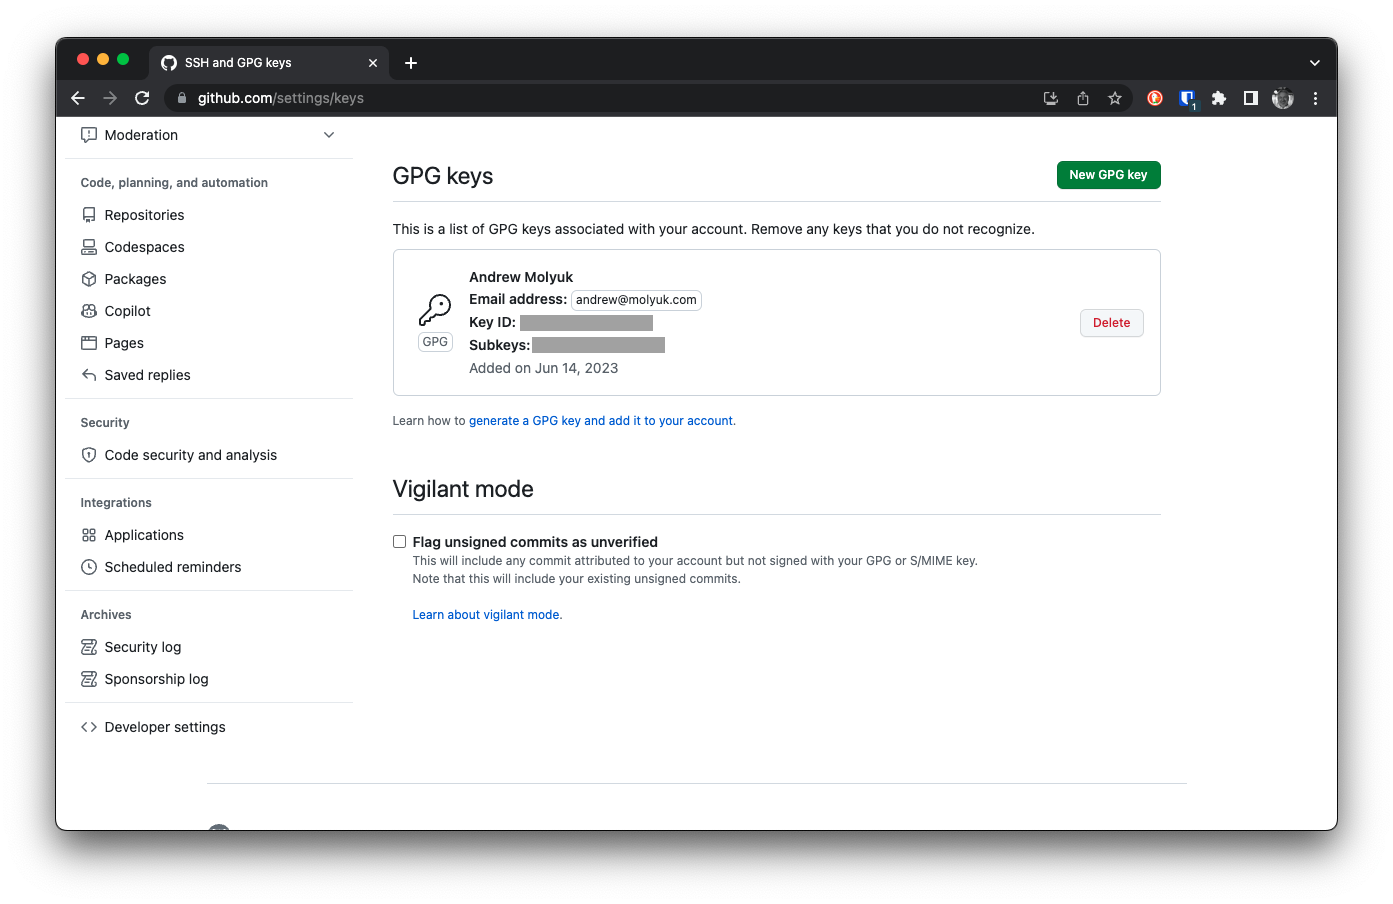 SSH and GPG keys
github.com/settings/keys
1
Moderation
Code, planning, and automation
Repositories
Codespaces
Packages
Copilot
Pages
Saved replies
Security
Code security and analysis
Integrations
Applications
Scheduled reminders
Archives
Security log
Sponsorship log
Developer settings
GPG keys
New GPG key
This is a list of GPG keys associated with your account. Remove any keys that you do not recognize.
GPG
Andrew Molyuk
Email address: andrew@molyuk.com
Key ID:
Subkeys:
Added on Jun 14, 2023
Delete
Learn how to generate a GPG key and add it to your account.
Vigilant mode
Flag unsigned commits as unverified
This will include any commit attributed to your account but not signed with your GPG or S/MIME key.
Note that this will include your existing unsigned commits.
Learn about vigilant mode.